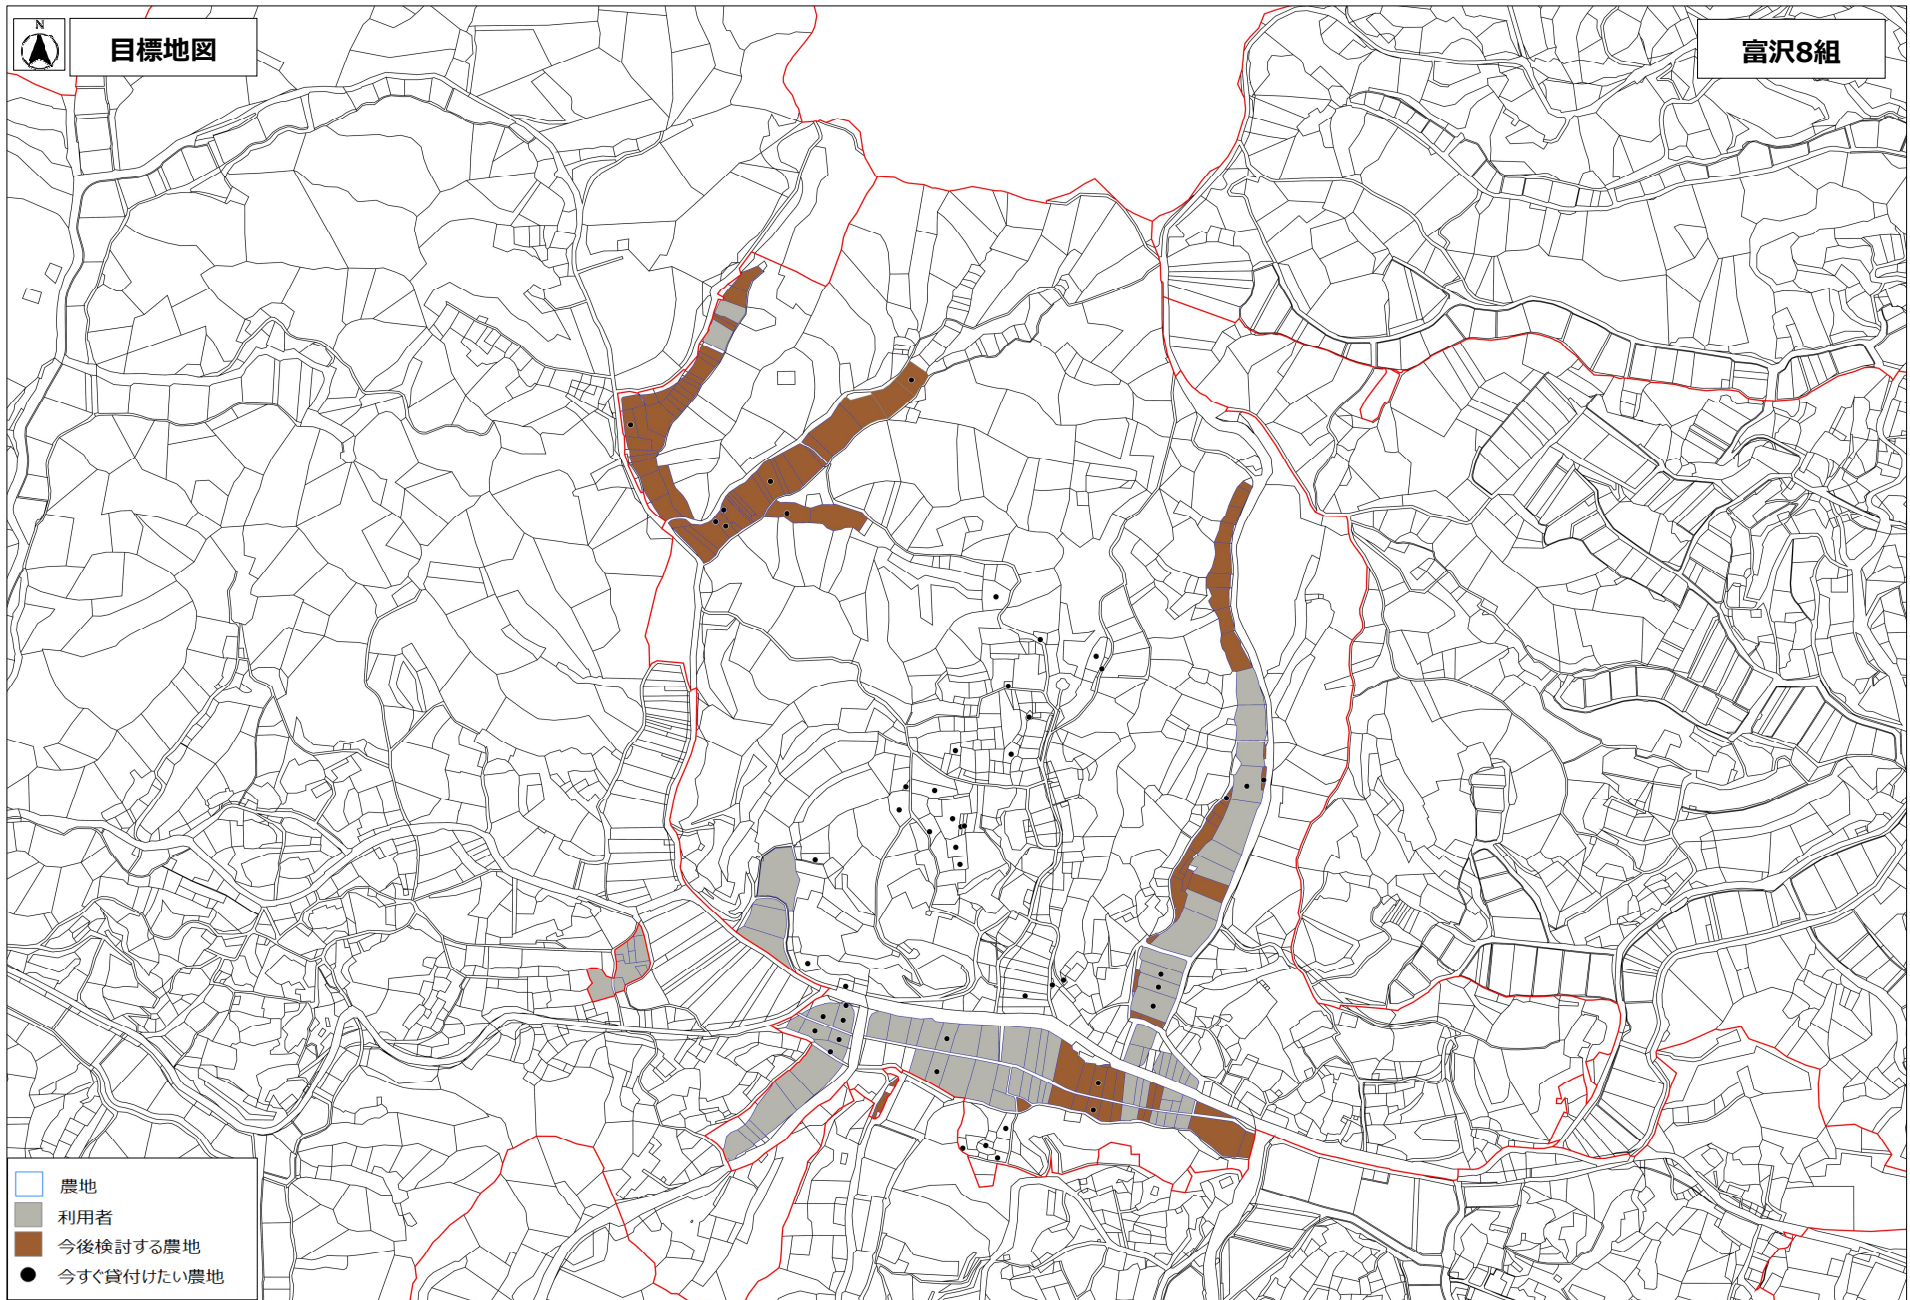 N
目標地図
富沢8組
農地
利用者
今後検討する農地
今すぐ貸付けたい農地